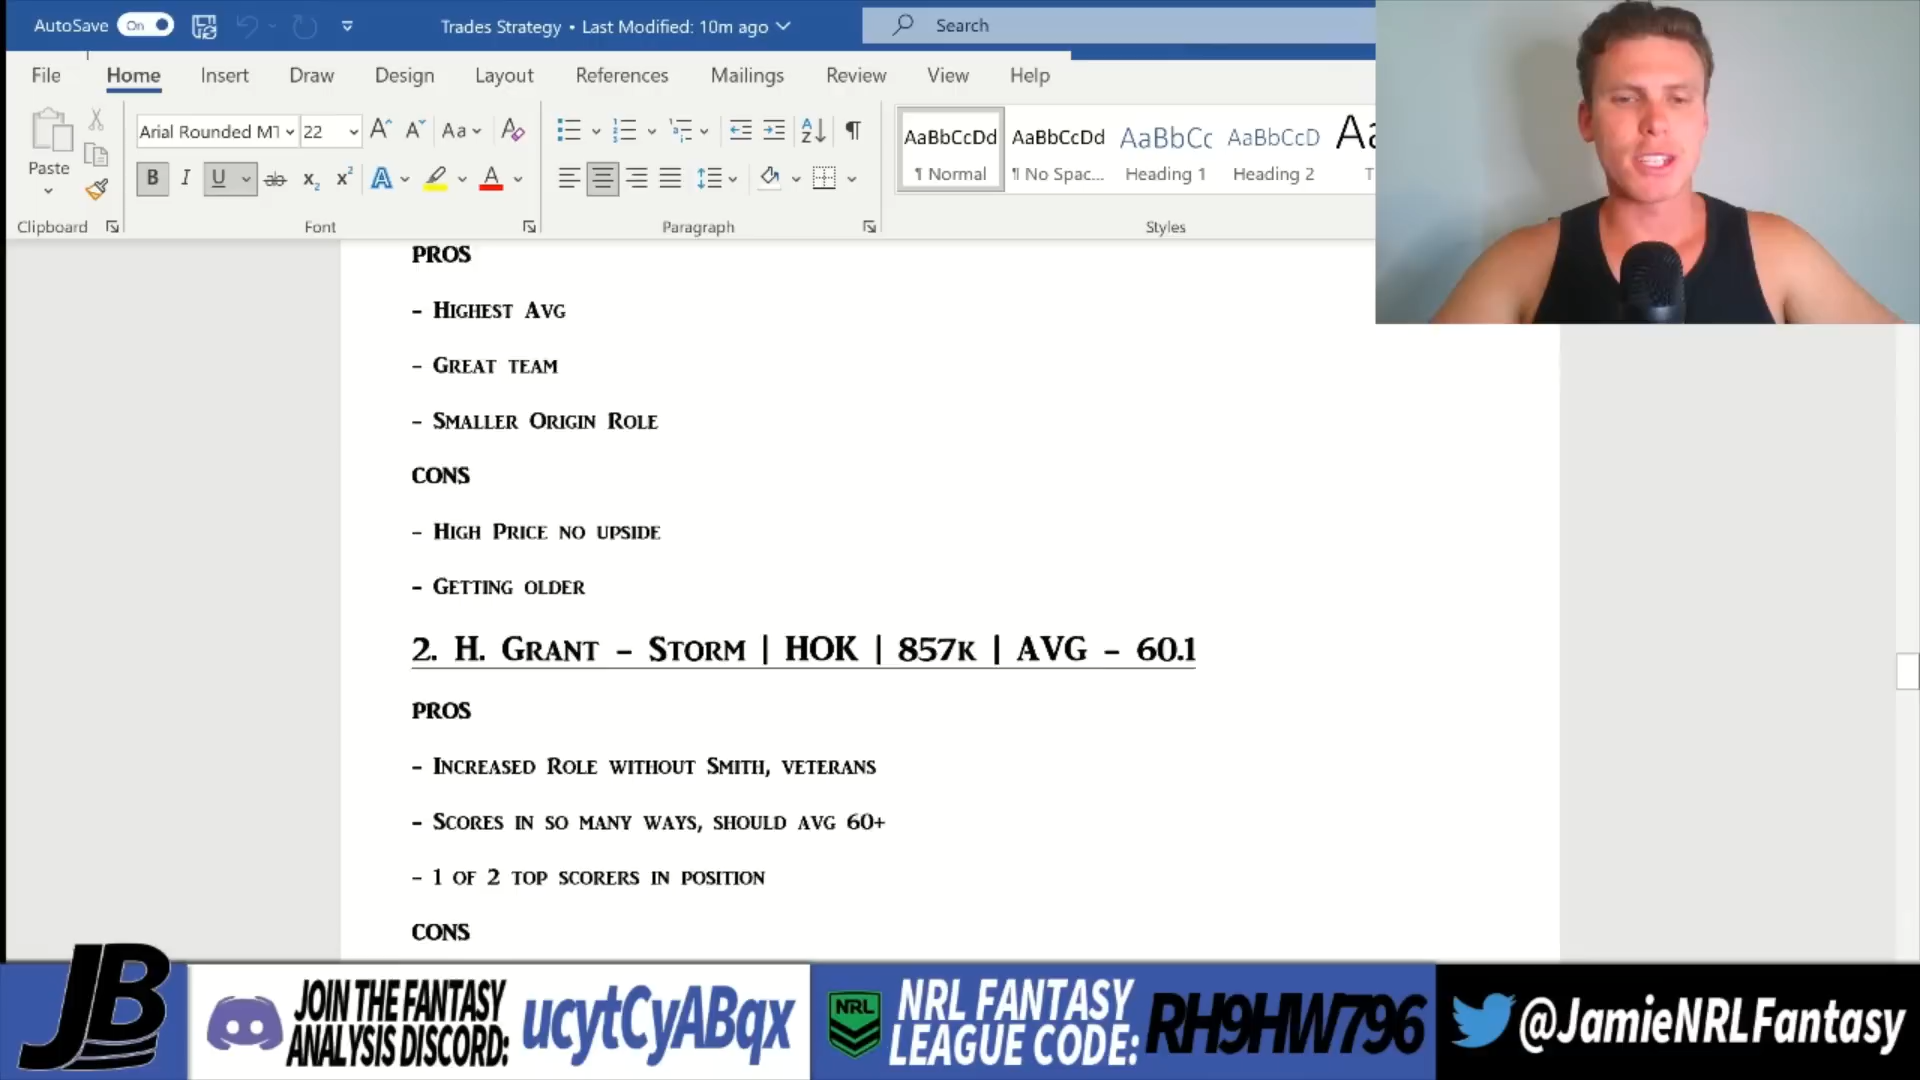 AutoSave On
Trades Strategy • Last Modified: 10m ago
Search
File Home Insert Draw Design Layout References Mailings Review View Help
Paste
Arial Rounded MT 22
AaBbCcDd AaBbCcDd AaBbCc AaBbCcD
¶ Normal ¶ No Spac... Heading 1 Heading 2
Clipboard Font Paragraph Styles
PROS
- Highest Avg
- Great team
- Smaller Origin Role
CONS
- High Price no upside
- Getting older
2. H. Grant - Storm | HOK | 857k | AVG - 60.1
PROS
- Increased Role without Smith, veterans
- Scores in so many ways, should avg 60+
- 1 of 2 top scorers in position
CONS
JB
JOIN THE FANTASY
ANALYSIS DISCORD:
ucytCyABqx
NRL
NRL FANTASY
LEAGUE CODE:
RH9HW796
@JamieNRLFantasy